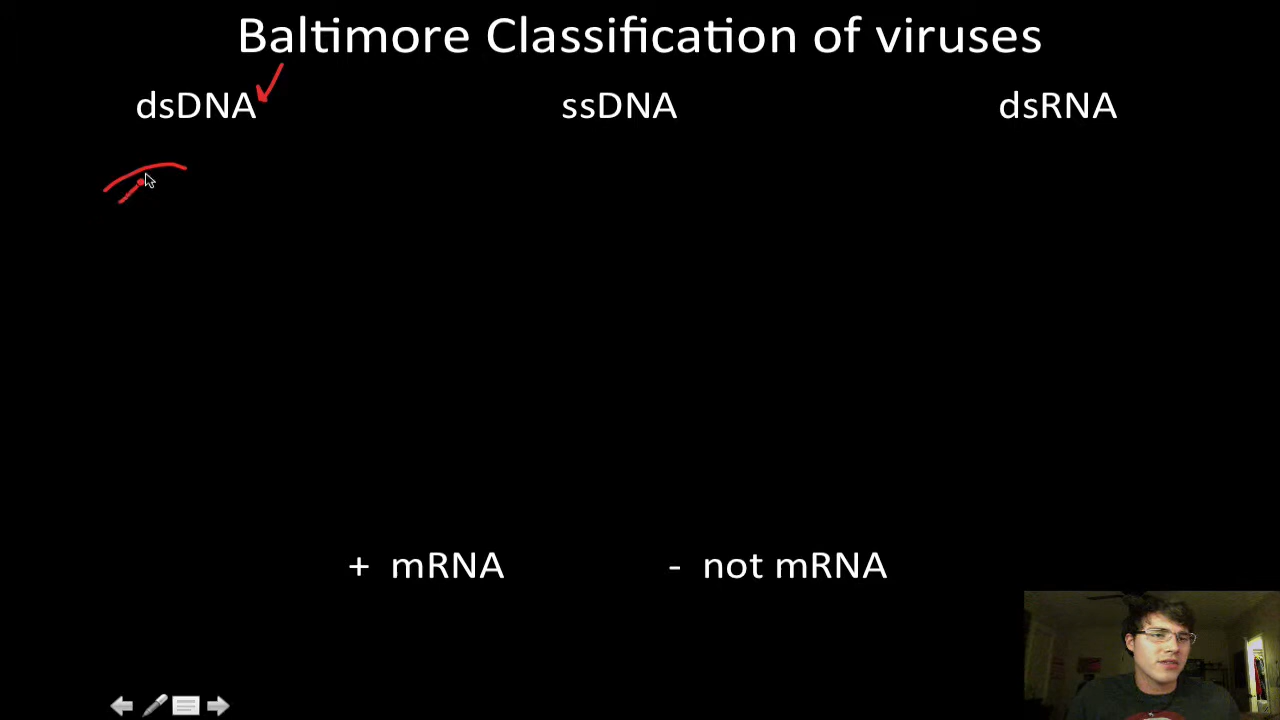 Baltimore Classification of viruses
dsDNA ssDNA dsRNA
+ mRNA - not mRNA